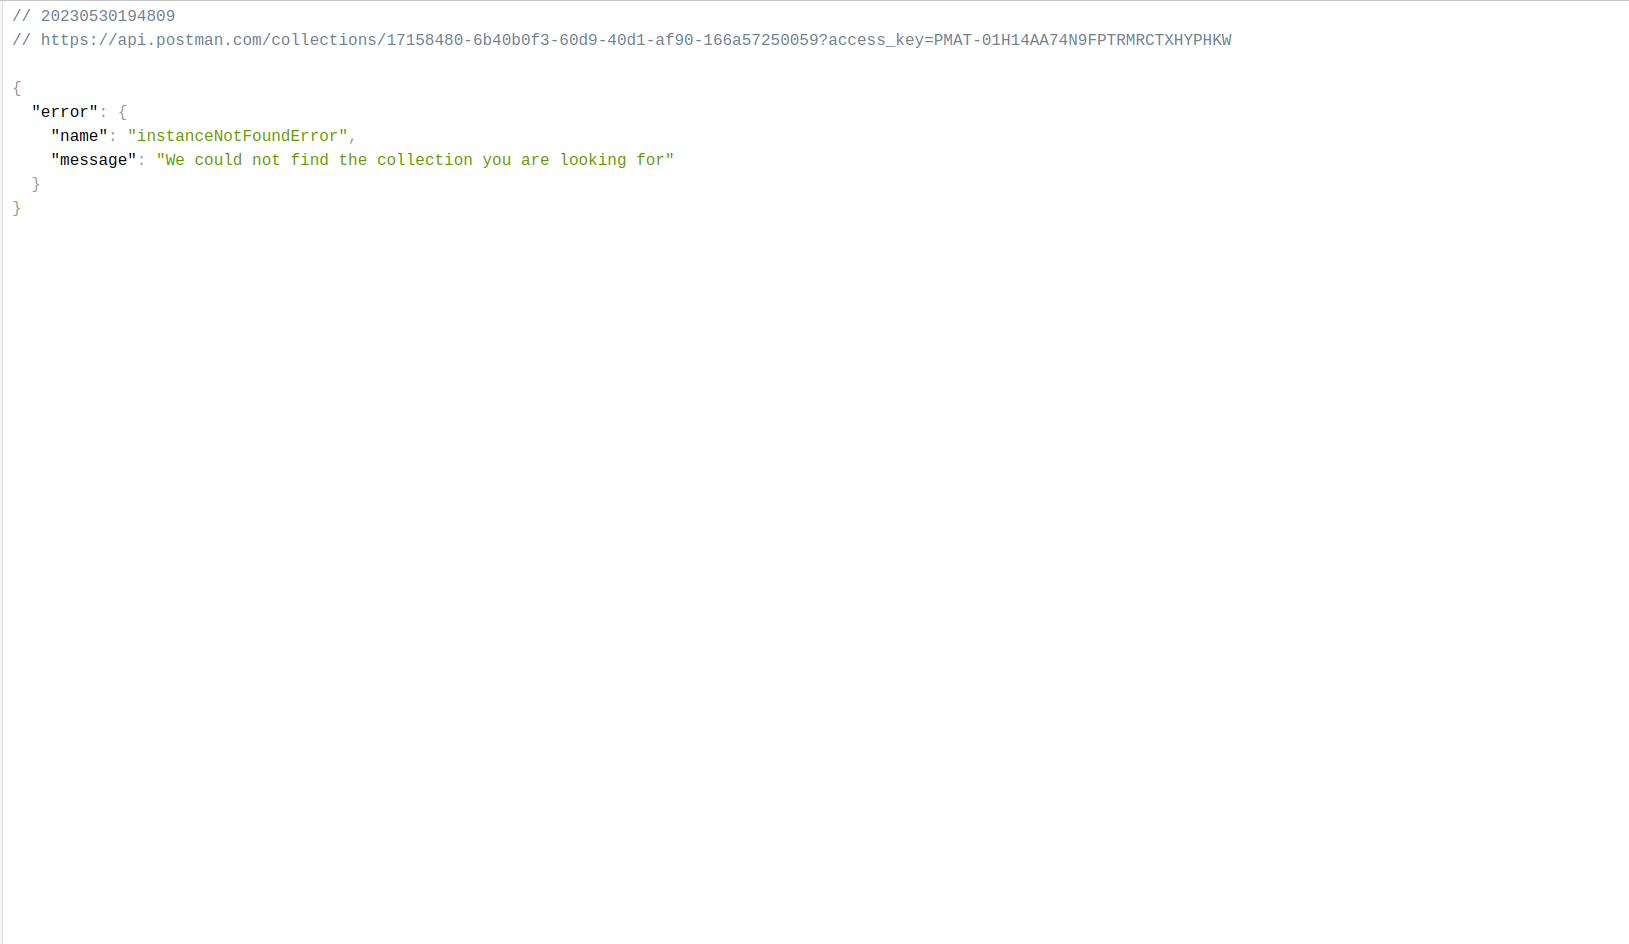 // 20230530194809
// https://api.postman.com/collections/17158480-6b40b0f3-60d9-40d1-af90-166a57250059?access_key=PMAT-01H14AA74N9FPTRMRCTXHYPHKW
{
"error": {
"name": "instanceNotFoundError",
"message": "We could not find the collection you are looking for"
}
}